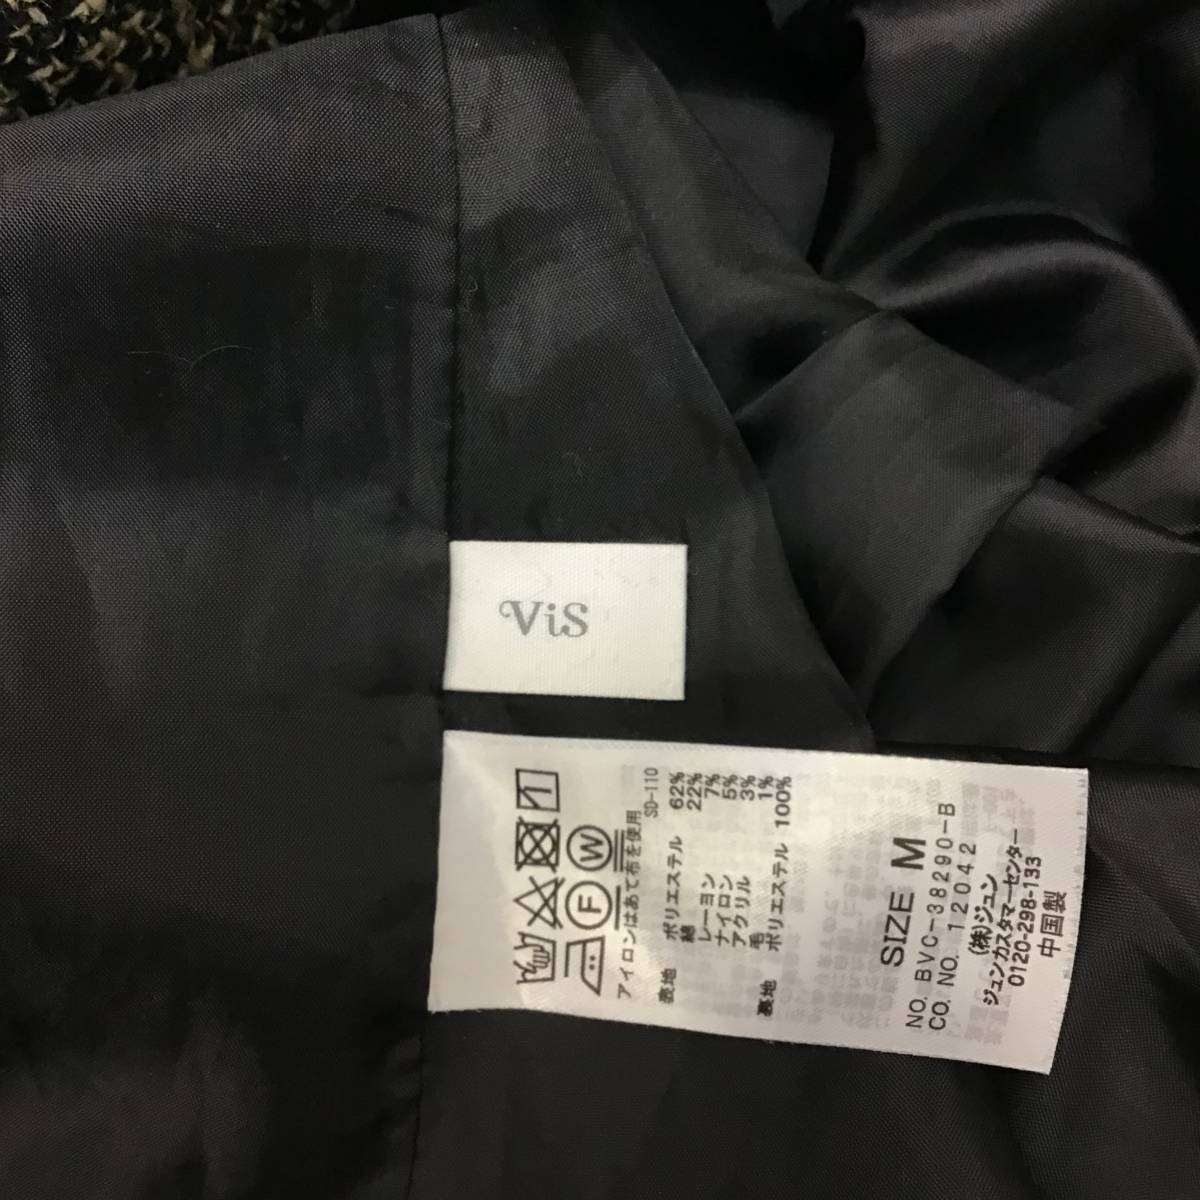 ViS
1
F W
アイロンはあて布を使用
SD-110
表地 ポリエステル 62%
綿 22%
レーヨン 7%
ナイロン 5%
アクリル 3%
毛 1%
裏地 ポリエステル 100%
SIZE M
NO. BVC-38290-B
CO. NO. 12042
(株)ジュン
ジュンカスタマーセンター
0120-298-133
中国製